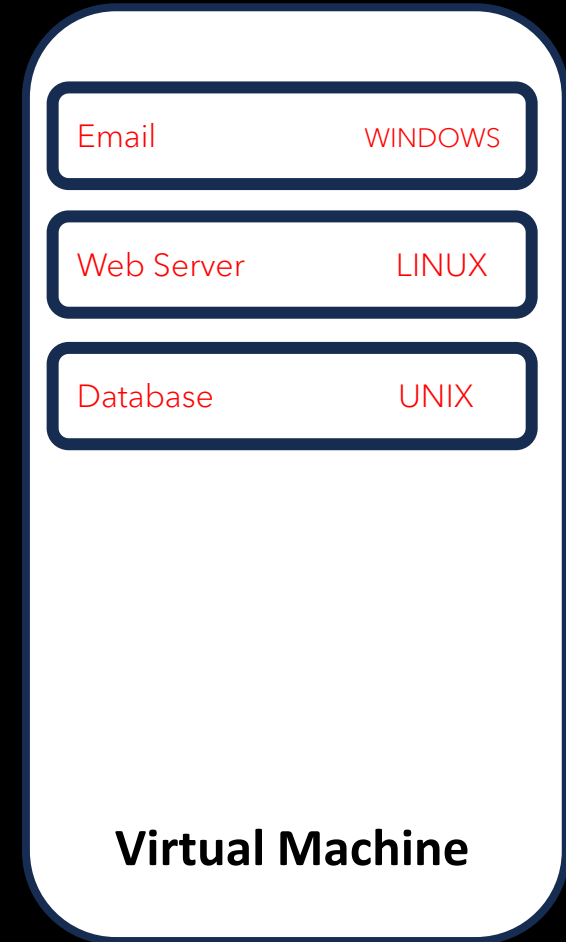 Email WINDOWS
Web Server LINUX
Database UNIX
Virtual Machine